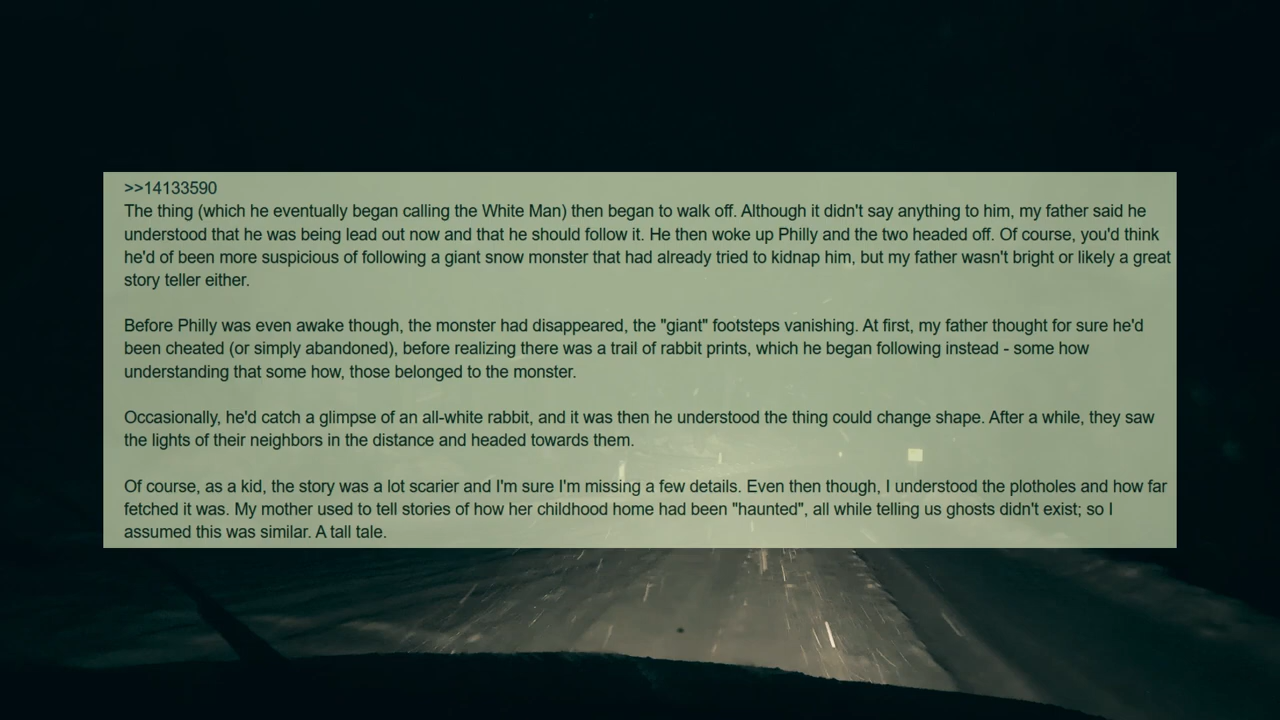 >>14133590
The thing (which he eventually began calling the White Man) then began to walk off. Although it didn't say anything to him, my father said he
understood that he was being lead out now and that he should follow it. He then woke up Philly and the two headed off. Of course, you'd think
he'd of been more suspicious of following a giant snow monster that had already tried to kidnap him, but my father wasn't bright or likely a great
story teller either.
Before Philly was even awake though, the monster had disappeared, the "giant" footsteps vanishing. At first, my father thought for sure he'd
been cheated (or simply abandoned), before realizing there was a trail of rabbit prints, which he began following instead - some how
understanding that some how, those belonged to the monster.
Occasionally, he'd catch a glimpse of an all-white rabbit, and it was then he understood the thing could change shape. After a while, they saw
the lights of their neighbors in the distance and headed towards them.
Of course, as a kid, the story was a lot scarier and I'm sure I'm missing a few details. Even then though, I understood the plotholes and how far
fetched it was. My mother used to tell stories of how her childhood home had been "haunted", all while telling us ghosts didn't exist; so I
assumed this was similar. A tall tale.